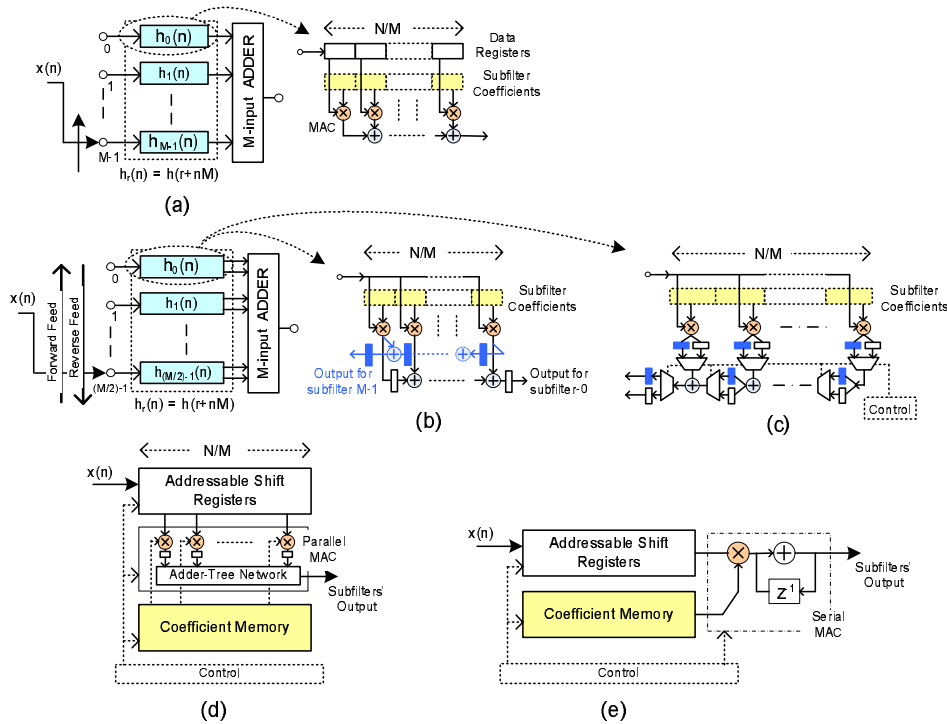 x(n)
0
1
M-1
h₀(n)
h₁(n)
h_{M-1}(n)
hᵣ(n) = h(r+nM)
M-input ADDER
(a)
N/M
Data
Registers
Subfilter
Coefficients
MAC
x(n)
Forward Feed
Reverse Feed
0
1
(M/2)-1
h₀(n)
h₁(n)
h_{(M/2)-1}(n)
hᵣ(n) = h(r+nM)
M-input ADDER
N/M
Subfilter
Coefficients
Output for
subfilter M-1
Output for
subfilter-0
(b)
N/M
Subfilter
Coefficients
Control
(c)
N/M
x(n)
Addressable Shift
Registers
Parallel
MAC
Adder-Tree Network
Subfilters'
Output
Coefficient Memory
Control
(d)
x(n)
Addressable Shift
Registers
Coefficient Memory
z⁻¹
Subfilters'
Output
Serial
MAC
Control
(e)